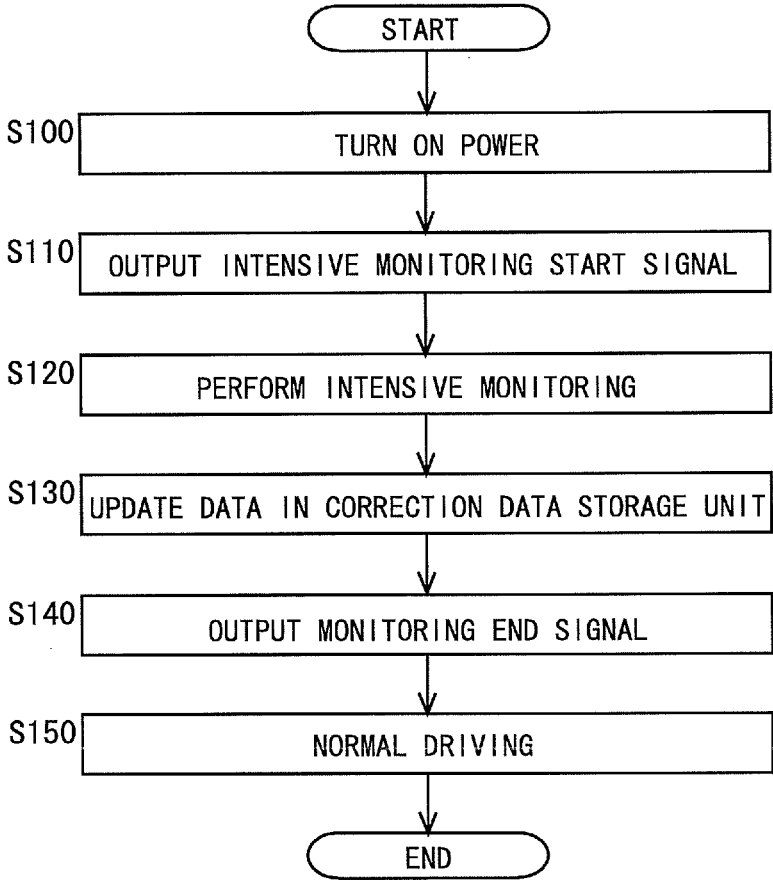 START
S100
TURN ON POWER
S110
OUTPUT INTENSIVE MONITORING START SIGNAL
S120
PERFORM INTENSIVE MONITORING
S130
UPDATE DATA IN CORRECTION DATA STORAGE UNIT
S140
OUTPUT MONITORING END SIGNAL
S150
NORMAL DRIVING
END